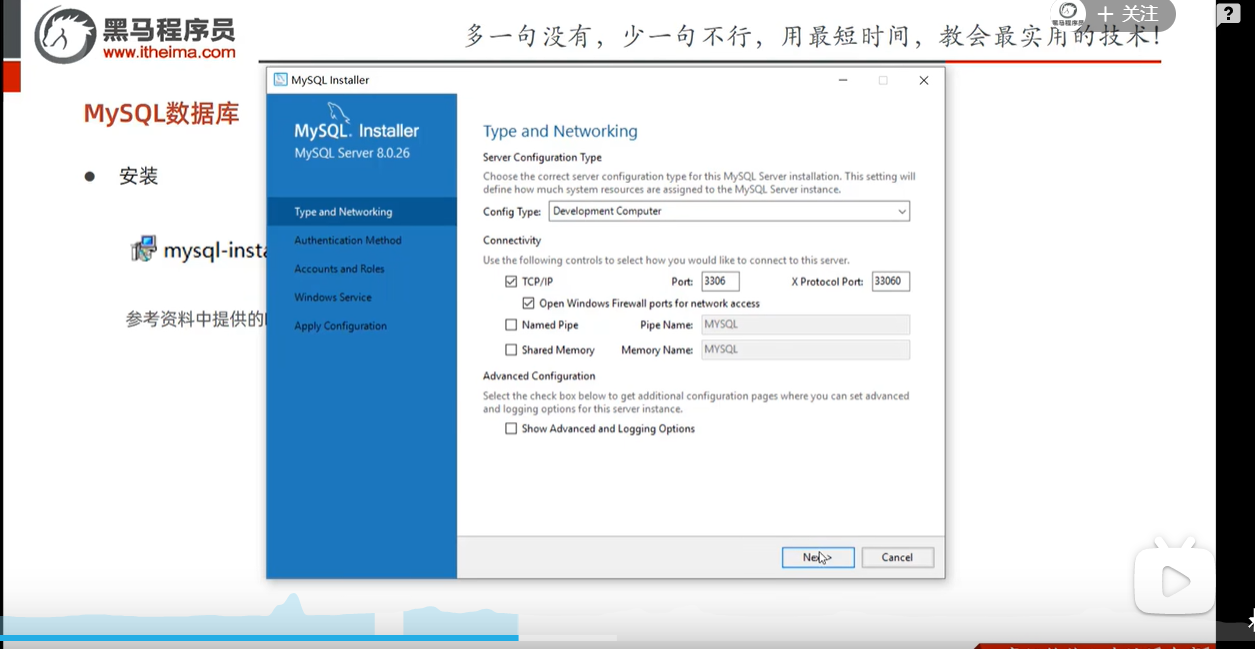 黑马程序员
www.itheima.com
多一句没有，少一句不行，用最短时间，教会最实用的技术！
黑马程序员
+ 关注
?
MySQL数据库
安装
mysql-insta
参考资料中提供的
MySQL Installer
MySQL. Installer
MySQL Server 8.0.26
Type and Networking
Authentication Method
Accounts and Roles
Windows Service
Apply Configuration
Type and Networking
Server Configuration Type
Choose the correct server configuration type for this MySQL Server installation. This setting will
define how much system resources are assigned to the MySQL Server instance.
Config Type: Development Computer
Connectivity
Use the following controls to select how you would like to connect to this server.
TCP/IP Port: 3306 X Protocol Port: 33060
Open Windows Firewall ports for network access
Named Pipe Pipe Name: MYSQL
Shared Memory Memory Name: MYSQL
Advanced Configuration
Select the check box below to get additional configuration pages where you can set advanced
and logging options for this server instance.
Show Advanced and Logging Options
Next > Cancel